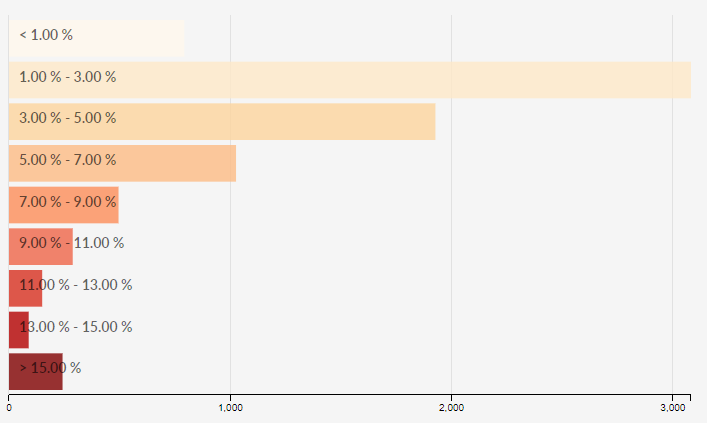 < 1.00 %
1.00 % - 3.00 %
3.00 % - 5.00 %
5.00 % - 7.00 %
7.00 % - 9.00 %
9.00 % - 11.00 %
11.00 % - 13.00 %
13.00 % - 15.00 %
> 15.00 %
0 1,000 2,000 3,000